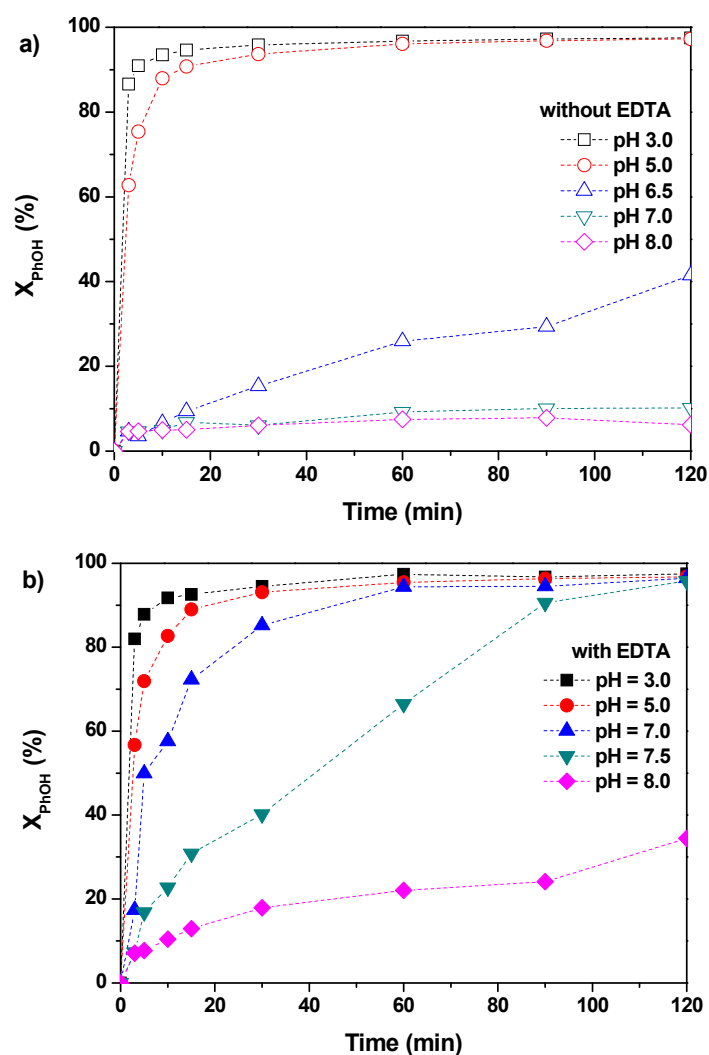 a)
100
80
60
40
20
0
X_PhOH (%)
without EDTA
pH 3.0
pH 5.0
pH 6.5
pH 7.0
pH 8.0
0 20 40 60 80 100 120
Time (min)
b)
100
80
60
40
20
0
X_PhOH (%)
with EDTA
pH = 3.0
pH = 5.0
pH = 7.0
pH = 7.5
pH = 8.0
0 20 40 60 80 100 120
Time (min)